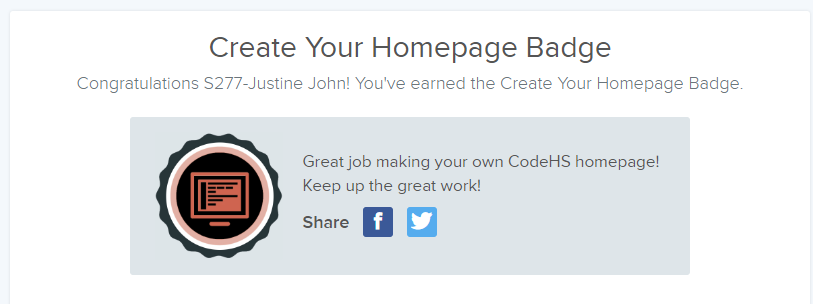 Create Your Homepage Badge
Congratulations S277-Justine John! You've earned the Create Your Homepage Badge.
Great job making your own CodeHS homepage!
Keep up the great work!
Share